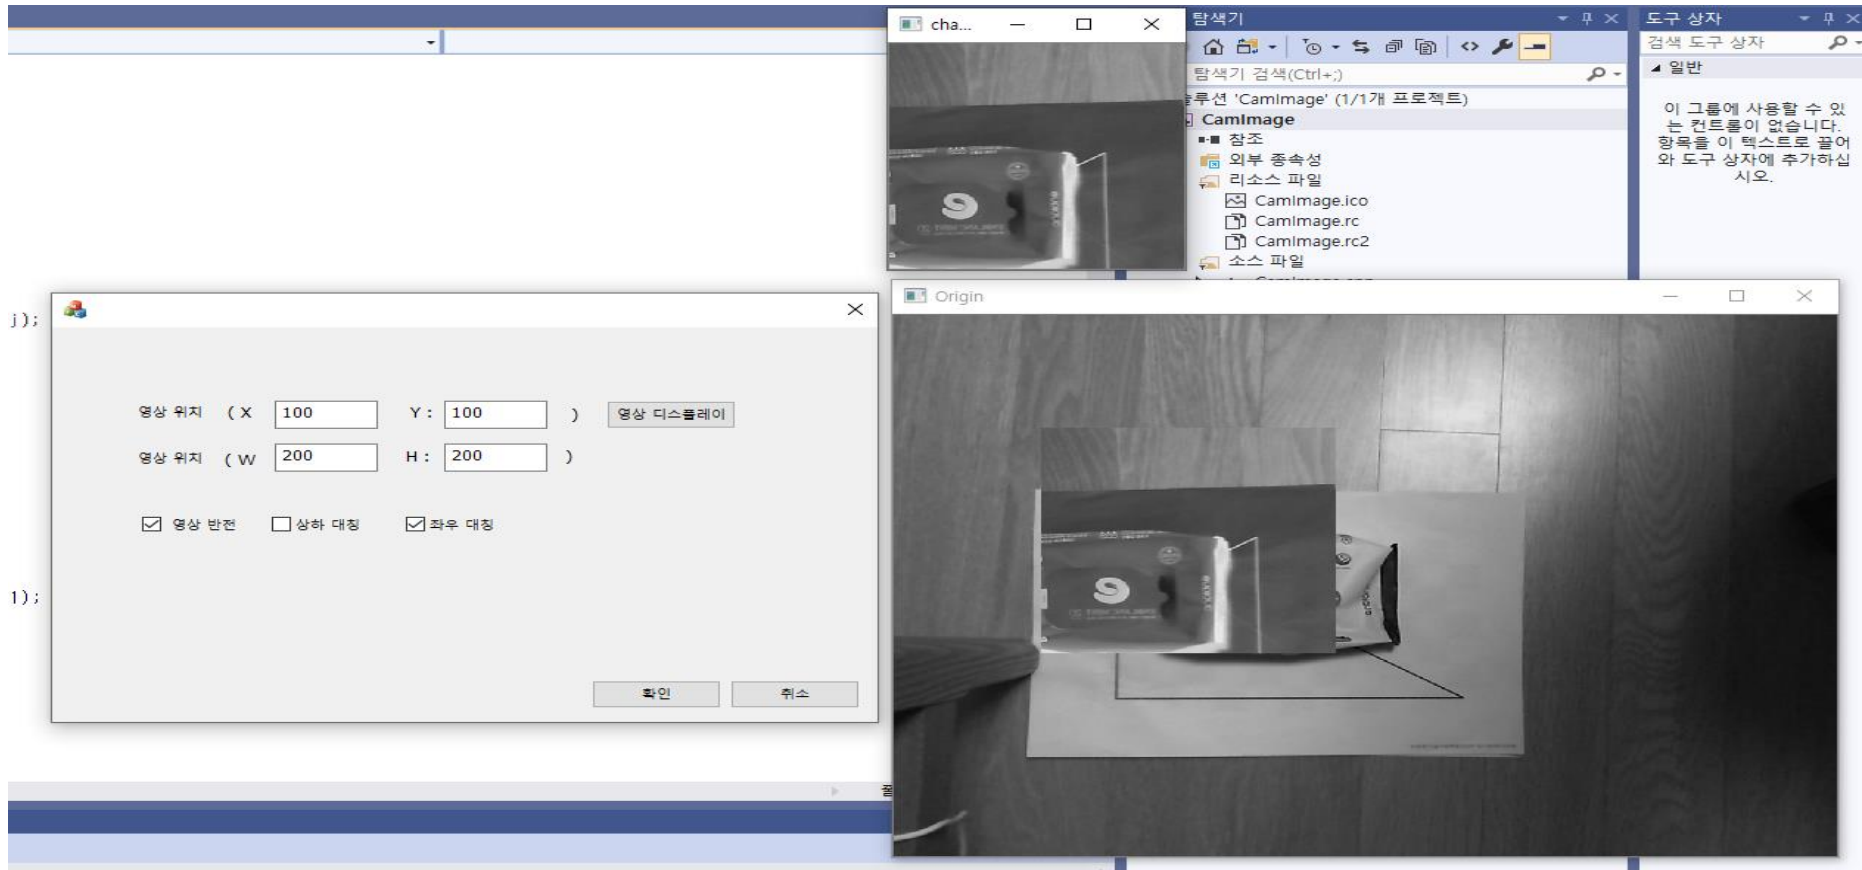 cha...
탐색기
도구 상자
탐색기 검색(Ctrl+;)
검색 도구 상자
일반
루션 'CamImage' (1/1개 프로젝트)
CamImage
참조
외부 종속성
리소스 파일
CamImage.ico
CamImage.rc
CamImage.rc2
소스 파일
이 그룹에 사용할 수 있
는 컨트롤이 없습니다.
항목을 이 텍스트로 끌어
와 도구 상자에 추가하십
시오.
Origin
j);
영상 위치 ( X 100 Y : 100 ) 영상 디스플레이
영상 위치 ( W 200 H : 200 )
영상 반전 상하 대칭 좌우 대칭
1);
확인 취소